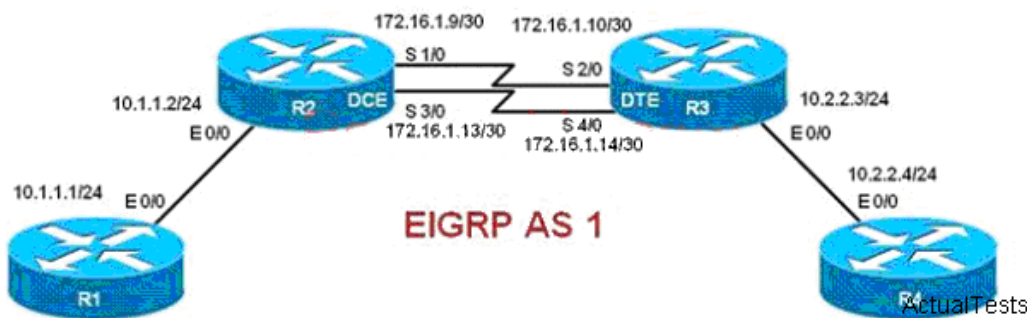 172.16.1.9/30
172.16.1.10/30
S 1/0
S 2/0
10.1.1.2/24
R2
DCE
DTE
R3
10.2.2.3/24
E 0/0
S 3/0
S 4/0
E 0/0
172.16.1.13/30
172.16.1.14/30
10.1.1.1/24
E 0/0
10.2.2.4/24
E 0/0
EIGRP AS 1
R1
R4
ActualTests